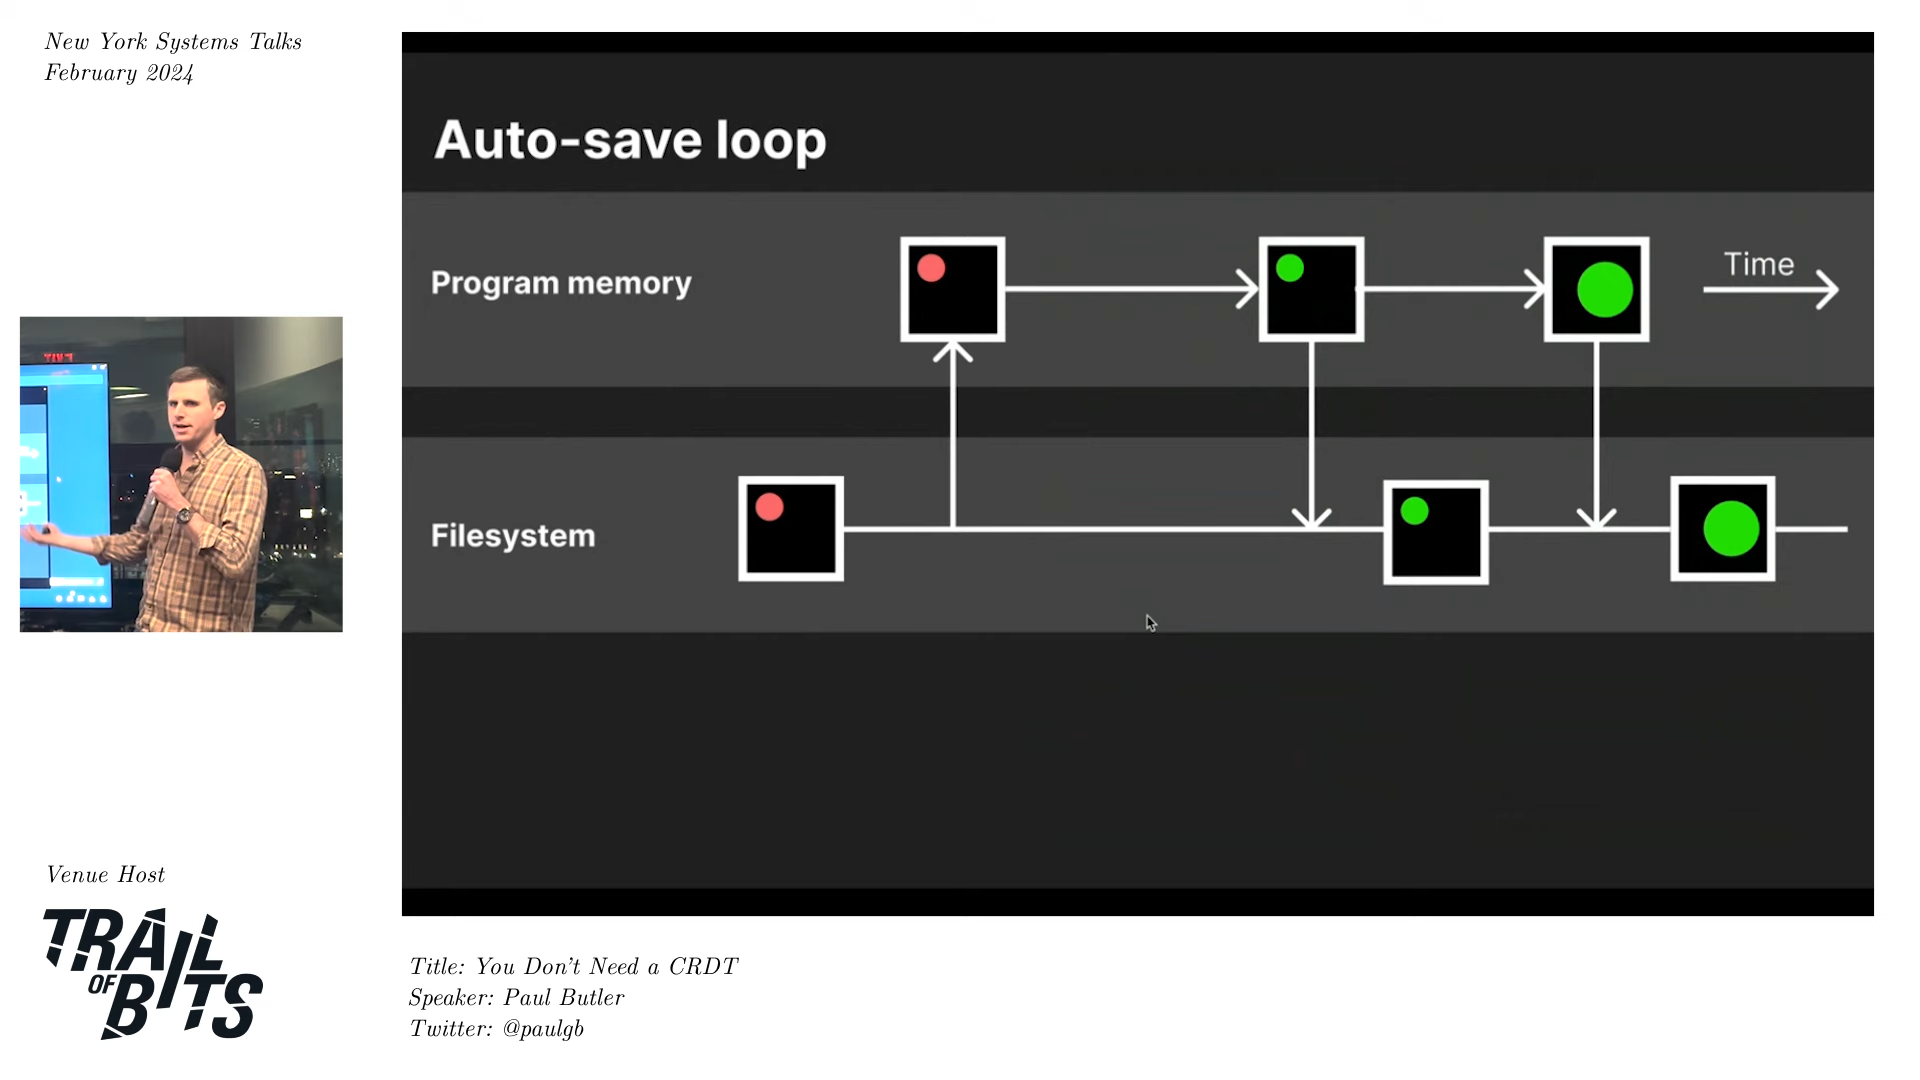 New York Systems Talks
February 2024
Auto-save loop
Program memory
Time
Filesystem
Venue Host
TRAIL
OF
BITS
Title: You Don't Need a CRDT
Speaker: Paul Butler
Twitter: @paulgb